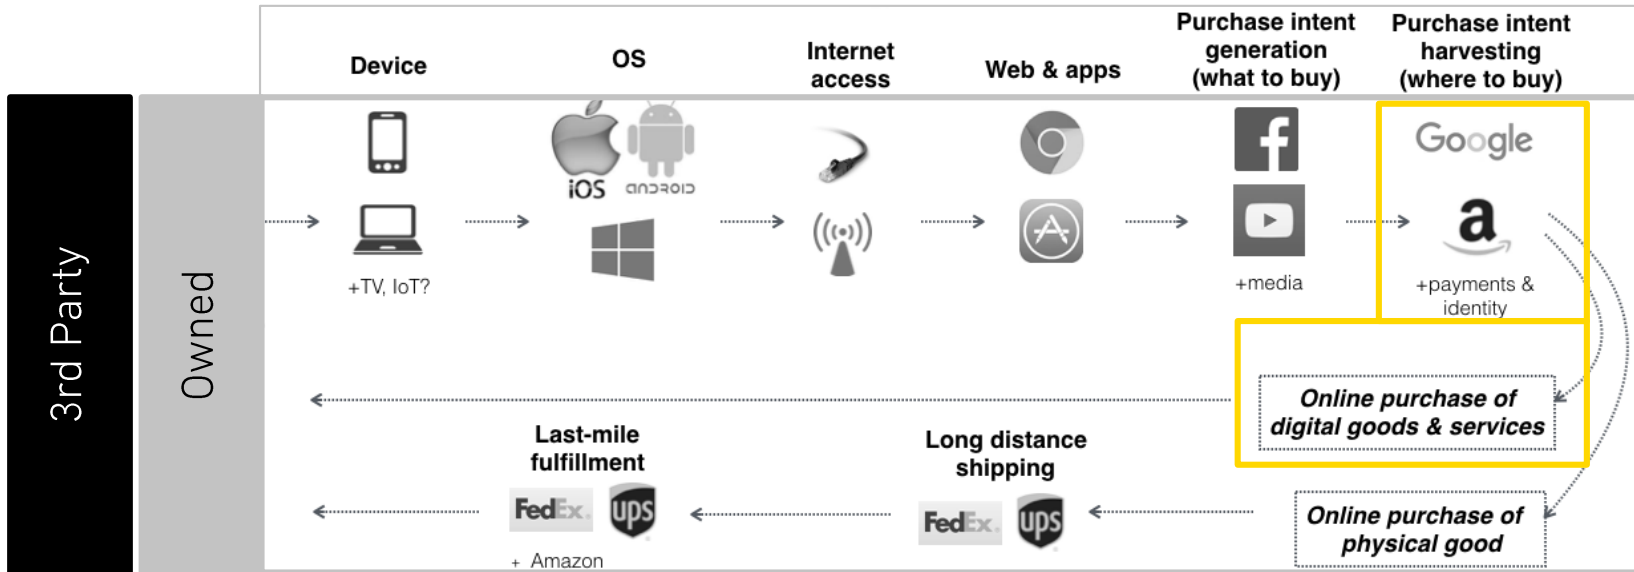 Device
OS
Internet
access
Web & apps
Purchase intent
generation
(what to buy)
Purchase intent
harvesting
(where to buy)
3rd Party
Owned
iOS
ANDROID
Google
a
+TV, IoT?
+media
+payments &
identity
Online purchase of
digital goods & services
Last-mile
fulfillment
FedEx.
ups
+ Amazon
Long distance
shipping
FedEx.
ups
Online purchase of
physical good